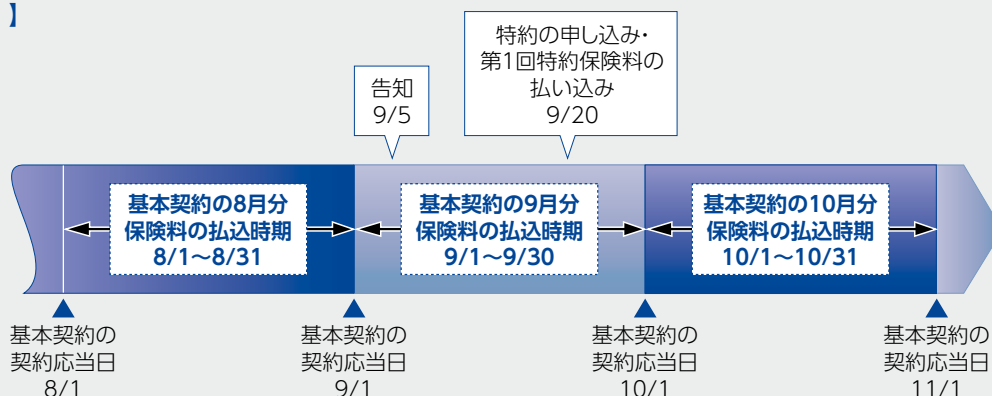 】
特約の申し込み・
第1回特約保険料の
払い込み
9/20
告知
9/5
基本契約の8月分
保険料の払込時期
8/1～8/31
基本契約の9月分
保険料の払込時期
9/1～9/30
基本契約の10月分
保険料の払込時期
10/1～10/31
基本契約の
契約応当日
8/1
基本契約の
契約応当日
9/1
基本契約の
契約応当日
10/1
基本契約の
契約応当日
11/1